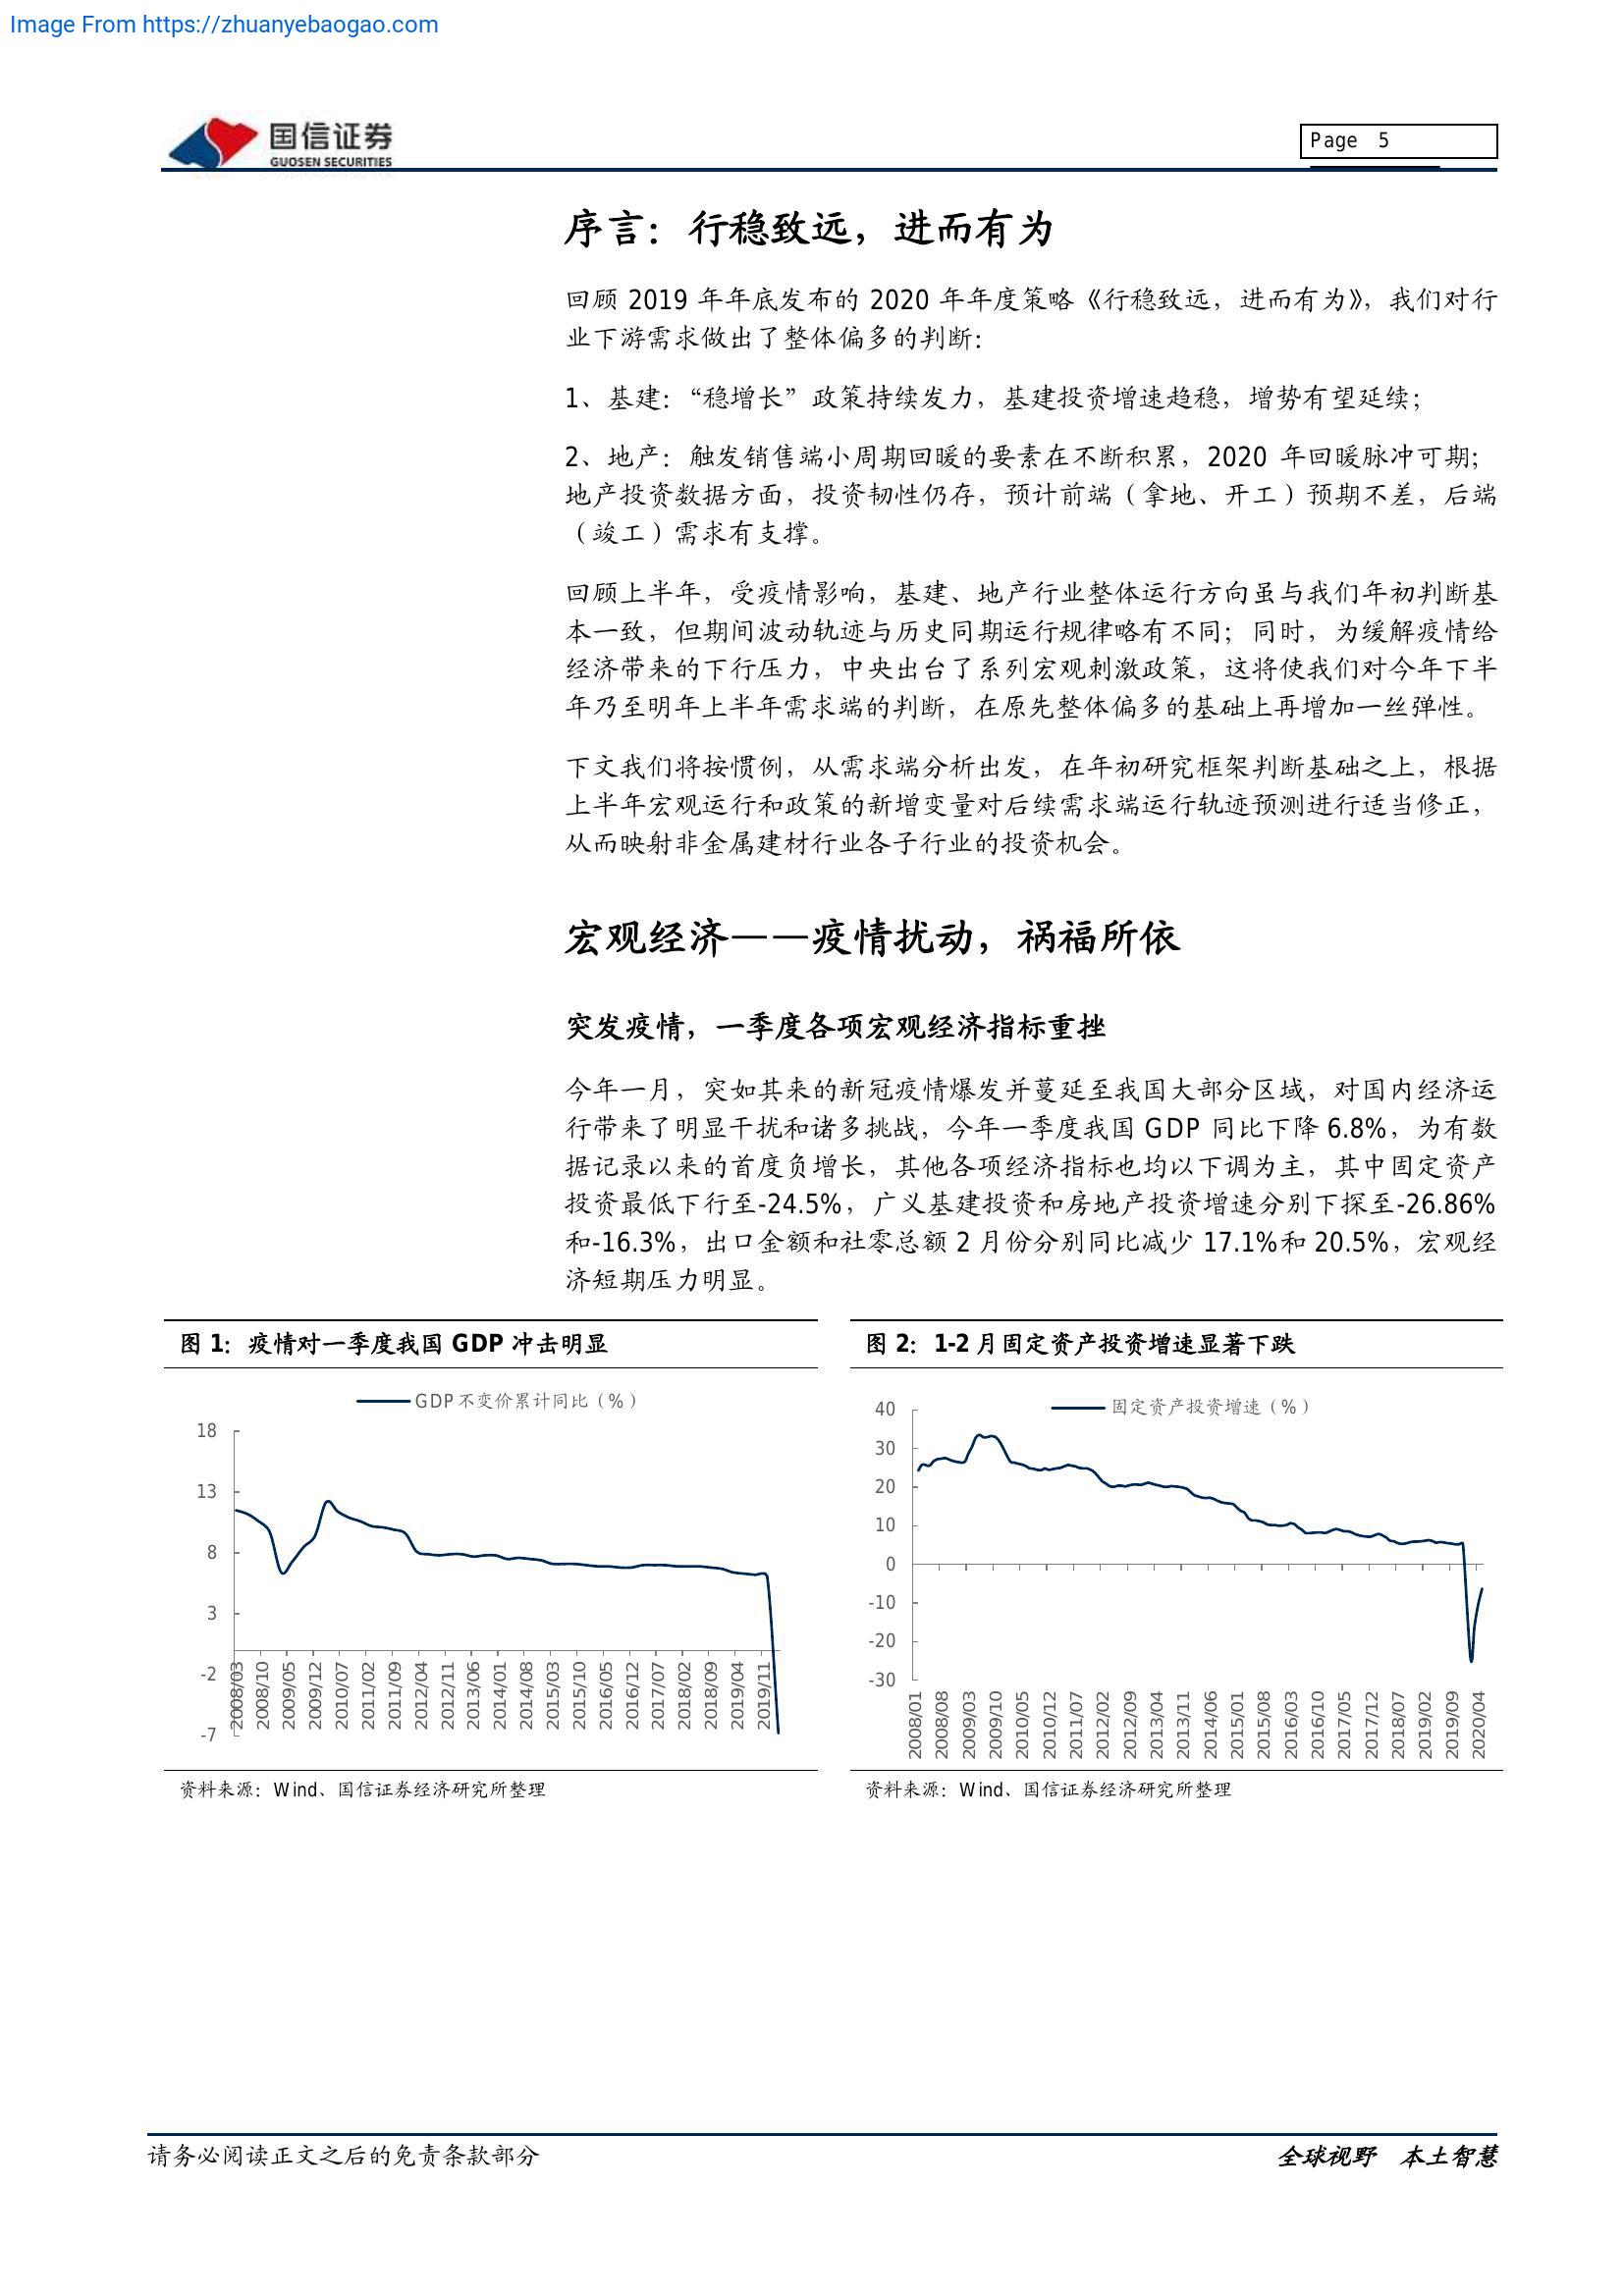 Image From https://zhuanyebaogao.com
国信证券
GUOSEN SECURITIES
Page 5
序言：行稳致远，进而有为
回顾 2019 年年底发布的 2020 年年度策略《行稳致远，进而有为》，我们对行
业下游需求做出了整体偏多的判断：
1、基建：“稳增长”政策持续发力，基建投资增速趋稳，增势有望延续；
2、地产：触发销售端小周期回暖的要素在不断积累，2020 年回暖脉冲可期；
地产投资数据方面，投资韧性仍存，预计前端（拿地、开工）预期不差，后端
（竣工）需求有支撑。
回顾上半年，受疫情影响，基建、地产行业整体运行方向虽与我们年初判断基
本一致，但期间波动轨迹与历史同期运行规律略有不同；同时，为缓解疫情给
经济带来的下行压力，中央出台了系列宏观刺激政策，这将使我们对今年下半
年乃至明年上半年需求端的判断，在原先整体偏多的基础上再增加一丝弹性。
下文我们将按惯例，从需求端分析出发，在年初研究框架判断基础之上，根据
上半年宏观运行和政策的新增变量对后续需求端运行轨迹预测进行适当修正，
从而映射非金属建材行业各子行业的投资机会。
宏观经济——疫情扰动，祸福所依
突发疫情，一季度各项宏观经济指标重挫
今年一月，突如其来的新冠疫情爆发并蔓延至我国大部分区域，对国内经济运
行带来了明显干扰和诸多挑战，今年一季度我国 GDP 同比下降 6.8%，为有数
据记录以来的首度负增长，其他各项经济指标也均以下调为主，其中固定资产
投资最低下行至-24.5%，广义基建投资和房地产投资增速分别下探至-26.86%
和-16.3%，出口金额和社零总额 2 月份分别同比减少 17.1%和 20.5%，宏观经
济短期压力明显。
图 1：疫情对一季度我国 GDP 冲击明显
GDP不变价累计同比（%）
18
13
8
3
-2
-7
2008/03
2008/10
2009/05
2009/12
2010/07
2011/02
2011/09
2012/04
2012/11
2013/06
2014/01
2014/08
2015/03
2015/10
2016/05
2016/12
2017/07
2018/02
2018/09
2019/04
2019/11
资料来源：Wind、国信证券经济研究所整理
图 2：1-2 月固定资产投资增速显著下跌
固定资产投资增速（%）
40
30
20
10
0
-10
-20
-30
2008/01
2008/08
2009/03
2009/10
2010/05
2010/12
2011/07
2012/02
2012/09
2013/04
2013/11
2014/06
2015/01
2015/08
2016/03
2016/10
2017/05
2017/12
2018/07
2019/02
2019/09
2020/04
资料来源：Wind、国信证券经济研究所整理
请务必阅读正文之后的免责条款部分
全球视野 本土智慧